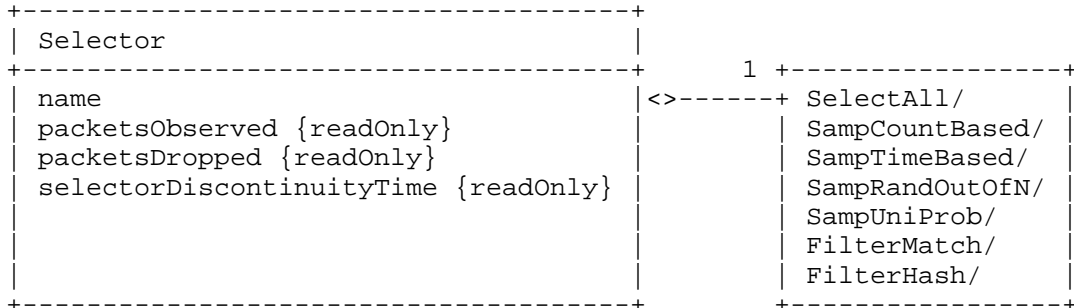 +--------------------------------------+
| Selector                             |
+--------------------------------------+      1 +------------------+
| name                                 |<>------+ SelectAll/       |
| packetsObserved {readOnly}           |        | SampCountBased/  |
| packetsDropped {readOnly}            |        | SampTimeBased/   |
| selectorDiscontinuityTime {readOnly} |        | SampRandOutOfN/  |
|                                      |        | SampUniProb/     |
|                                      |        | FilterMatch/     |
|                                      |        | FilterHash/      |
+--------------------------------------+        +------------------+